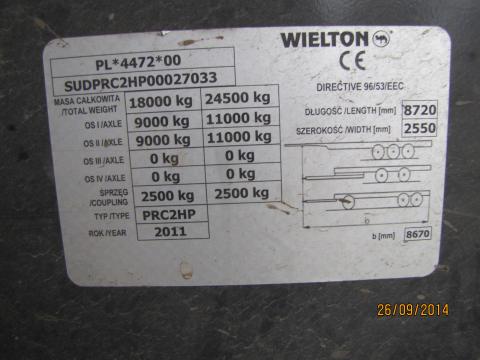 PL*4472*00
SUDPRC2HP00027033
MASA CAŁKOWITA /TOTAL WEIGHT 18000 kg 24500 kg
OS I /AXLE 9000 kg 11000 kg
OS II /AXLE 9000 kg 11000 kg
OS III /AXLE 0 kg 0 kg
OS IV /AXLE 0 kg 0 kg
SPRZĘG /COUPLING 2500 kg 2500 kg
TYP /TYPE PRC2HP
ROK /YEAR 2011
WIELTON
CE
DIRECTIVE 96/53/EEC
DŁUGOŚĆ /LENGTH [mm] 8720
SZEROKOŚĆ /WIDTH [mm] 2550
b
b [mm] 8670
26/09/2014